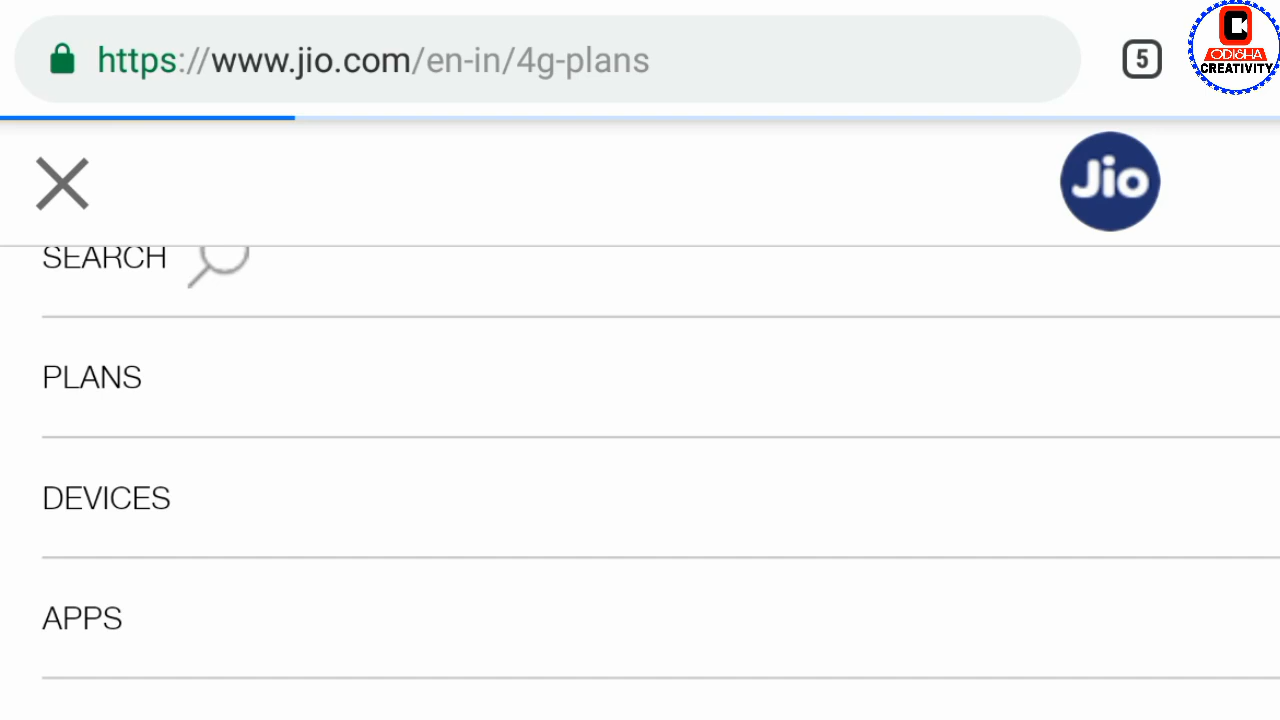 https://www.jio.com/en-in/4g-plans
5
ODISHA
CREATIVITY
Jio
SEARCH
PLANS
DEVICES
APPS